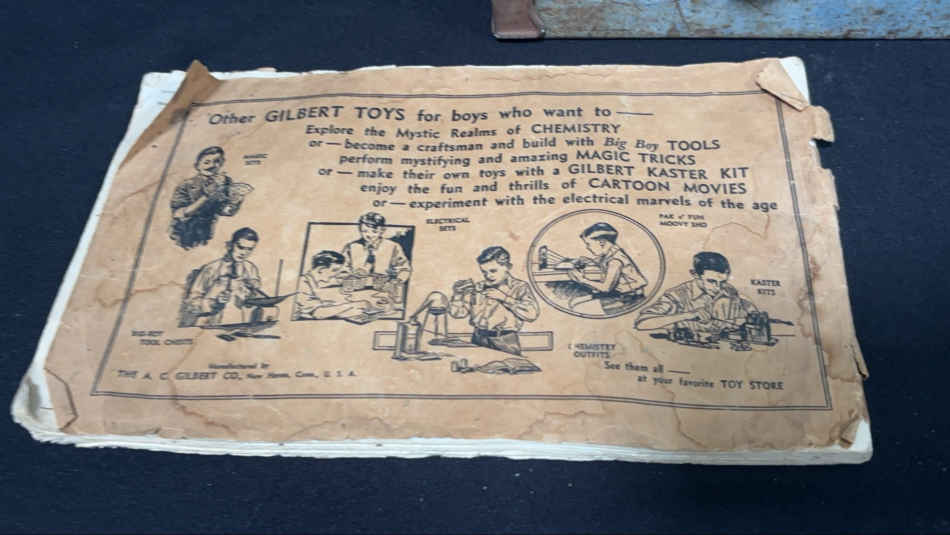 Other GILBERT TOYS for boys who want to —
Explore the Mystic Realms of CHEMISTRY
or — become a craftsman and build with Big Boy TOOLS
perform mystifying and amazing MAGIC TRICKS
or — make their own toys with a GILBERT KASTER KIT
enjoy the fun and thrills of CARTOON MOVIES
or — experiment with the electrical marvels of the age
MAGIC
SETS
ELECTRICAL
SETS
PAK n' FUN
MOOVY SHO
KASTER
KITS
BIG-BOY
TOOL CHESTS
CHEMISTRY
OUTFITS
Manufactured by
THE A. C. GILBERT CO., New Haven, Conn., U. S. A.
See them all —
at your favorite TOY STORE